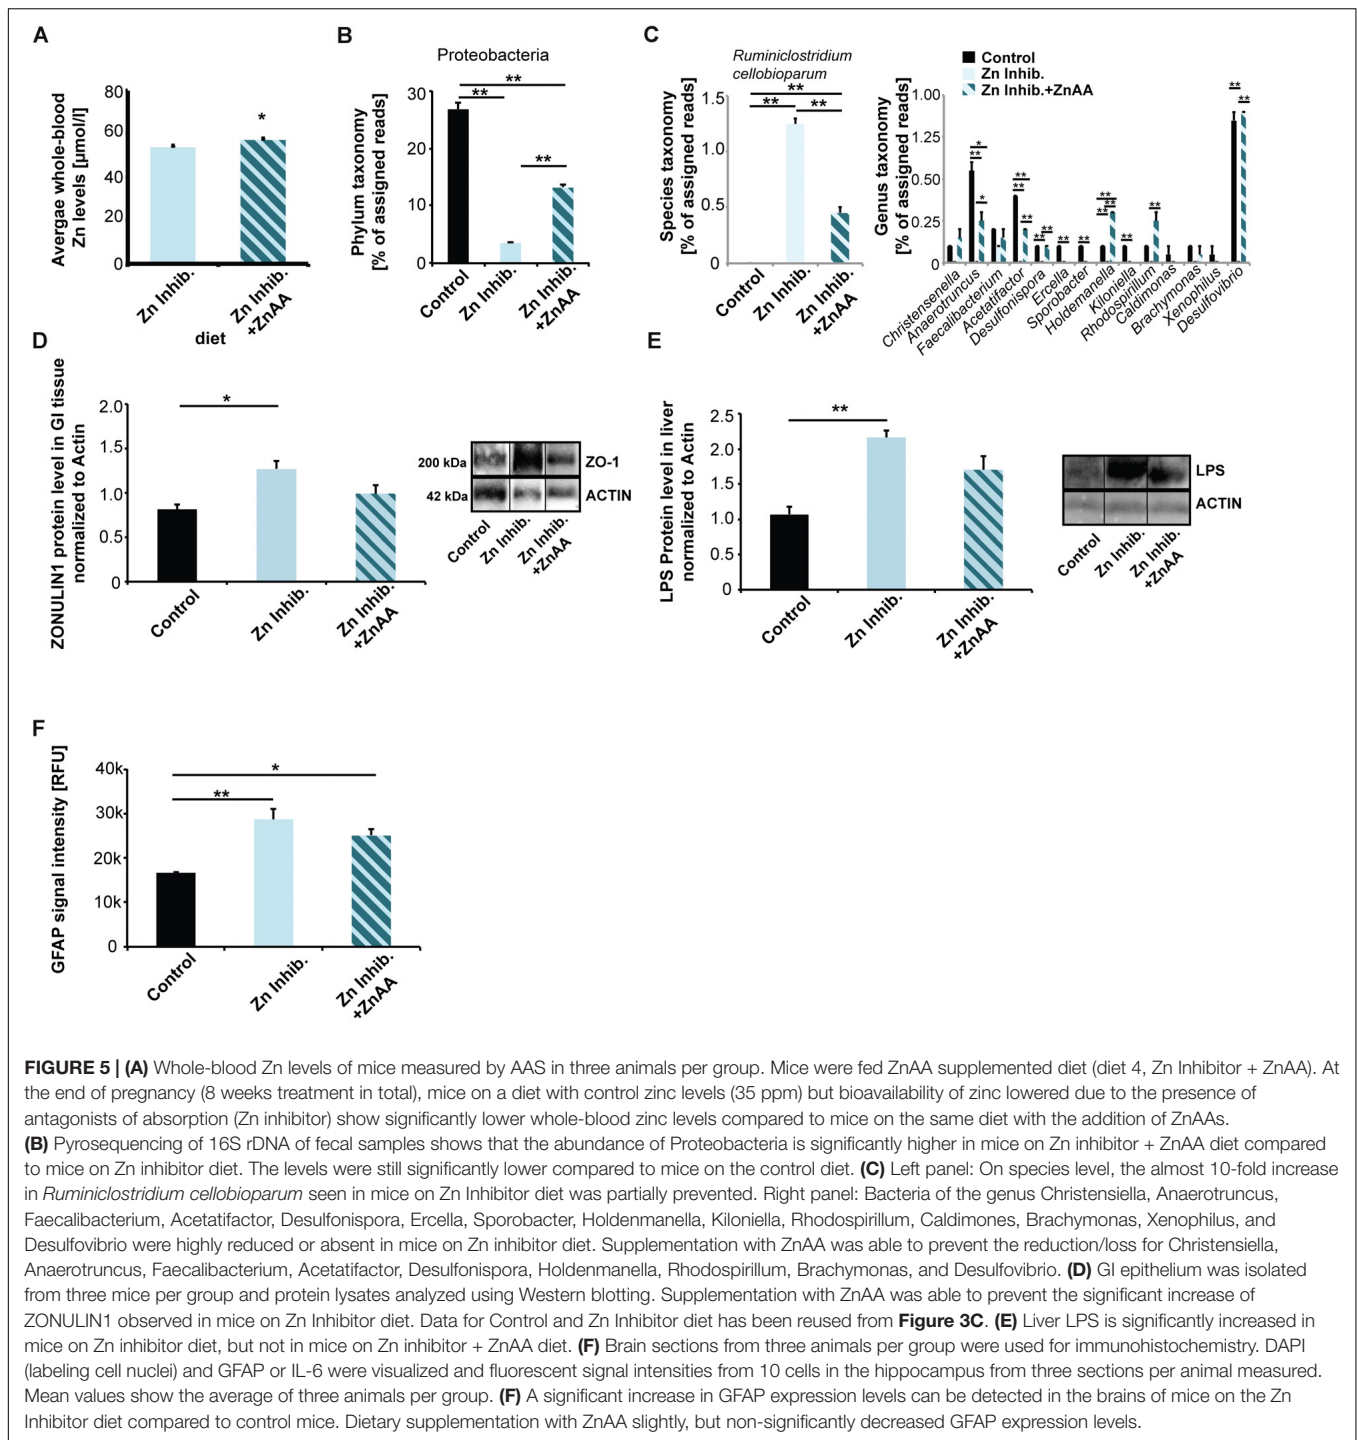 A
Avergae whole-blood
Zn levels [µmol/l]
80
60
40
20
0
*
Zn Inhib.
Zn Inhib.
+ZnAA
diet
B
Proteobacteria
Phylum taxonomy
[% of assigned reads]
30
20
10
0
**
**
**
Control
Zn Inhib.
Zn Inhib.
+ZnAA
C
Ruminiclostridium
cellobioparum
Species taxonomy
[% of assigned reads]
1.5
1.0
0.5
0
**
**
**
Control
Zn Inhib.
Zn Inhib.
+ZnAA
Control
Zn Inhib.
Zn Inhib.+ZnAA
Genus taxonomy
[% of assigned reads]
1.00
1.25
0.50
0.25
0
*
**
*
**
**
**
**
**
**
**
**
**
**
**
**
**
**
Christensenella
Anaerotruncus
Faecalibacterium
Acetatifactor
Desulfonispora
Ercella
Sporobacter
Holdemanella
Kiloniella
Rhodospirillum
Caldimonas
Brachymonas
Xenophilus
Desulfovibrio
D
ZONULIN1 protein level in GI tissue
normalized to Actin
2.0
1.5
1.0
0.5
0
*
Control
Zn Inhib.
Zn Inhib.
+ZnAA
200 kDa
ZO-1
42 kDa
ACTIN
Control
Zn Inhib.
Zn Inhib.
+ZnAA
E
LPS Protein level in liver
normalized to Actin
2.5
2.0
1.5
1.0
0.5
0
**
Control
Zn Inhib.
Zn Inhib.
+ZnAA
LPS
ACTIN
Control
Zn Inhib.
Zn Inhib.
+ZnAA
F
GFAP signal intensity [RFU]
40k
30k
20k
10k
0
*
**
Control
Zn Inhib.
Zn Inhib.
+ZnAA
FIGURE 5 | (A) Whole-blood Zn levels of mice measured by AAS in three animals per group. Mice were fed ZnAA supplemented diet (diet 4, Zn Inhibitor + ZnAA). At
the end of pregnancy (8 weeks treatment in total), mice on a diet with control zinc levels (35 ppm) but bioavailability of zinc lowered due to the presence of
antagonists of absorption (Zn inhibitor) show significantly lower whole-blood zinc levels compared to mice on the same diet with the addition of ZnAAs.
(B) Pyrosequencing of 16S rDNA of fecal samples shows that the abundance of Proteobacteria is significantly higher in mice on Zn inhibitor + ZnAA diet compared
to mice on Zn inhibitor diet. The levels were still significantly lower compared to mice on the control diet. (C) Left panel: On species level, the almost 10-fold increase
in Ruminiclostridium cellobioparum seen in mice on Zn Inhibitor diet was partially prevented. Right panel: Bacteria of the genus Christensiella, Anaerotruncus,
Faecalibacterium, Acetatifactor, Desulfonispora, Ercella, Sporobacter, Holdenmanella, Kiloniella, Rhodospirillum, Caldimones, Brachymonas, Xenophilus, and
Desulfovibrio were highly reduced or absent in mice on Zn inhibitor diet. Supplementation with ZnAA was able to prevent the reduction/loss for Christensiella,
Anaerotruncus, Faecalibacterium, Acetatifactor, Desulfonispora, Holdenmanella, Rhodospirillum, Brachymonas, and Desulfovibrio. (D) GI epithelium was isolated
from three mice per group and protein lysates analyzed using Western blotting. Supplementation with ZnAA was able to prevent the significant increase of
ZONULIN1 observed in mice on Zn Inhibitor diet. Data for Control and Zn Inhibitor diet has been reused from Figure 3C. (E) Liver LPS is significantly increased in
mice on Zn inhibitor diet, but not in mice on Zn inhibitor + ZnAA diet. (F) Brain sections from three animals per group were used for immunohistochemistry. DAPI
(labeling cell nuclei) and GFAP or IL-6 were visualized and fluorescent signal intensities from 10 cells in the hippocampus from three sections per animal measured.
Mean values show the average of three animals per group. (F) A significant increase in GFAP expression levels can be detected in the brains of mice on the Zn
Inhibitor diet compared to control mice. Dietary supplementation with ZnAA slightly, but non-significantly decreased GFAP expression levels.